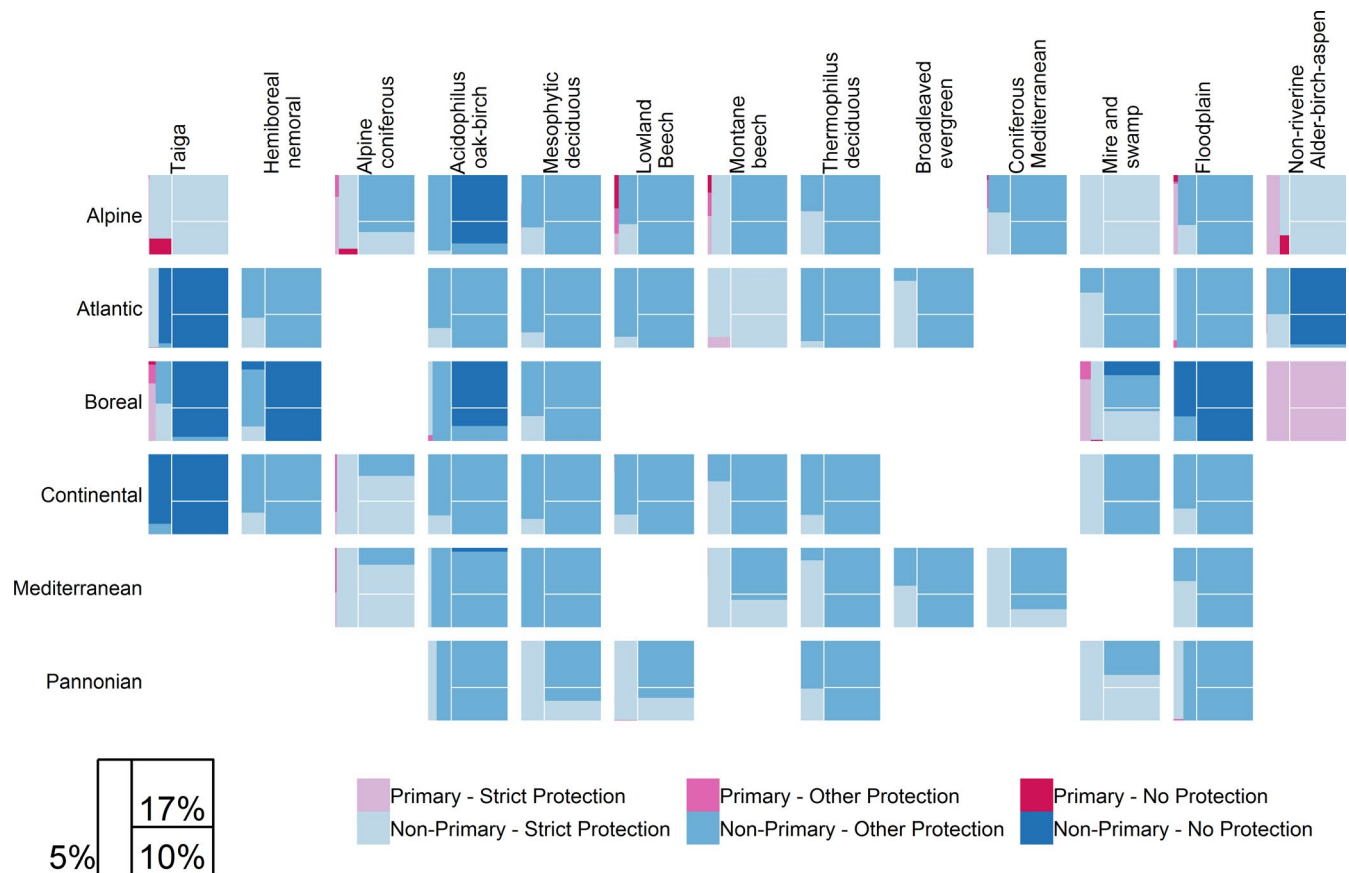 Taiga
Hemiboreal
nemoral
Alpine
coniferous
Acidophilus
oak-birch
Mesophytic
deciduous
Lowland
Beech
Montane
beech
Thermophilus
deciduous
Broadleaved
evergreen
Coniferous
Mediterranean
Mire and
swamp
Floodplain
Non-riverine
Alder-birch-aspen
Alpine
Atlantic
Boreal
Continental
Mediterranean
Pannonian
17%
5%
10%
Primary - Strict Protection
Primary - Other Protection
Primary - No Protection
Non-Primary - Strict Protection
Non-Primary - Other Protection
Non-Primary - No Protection